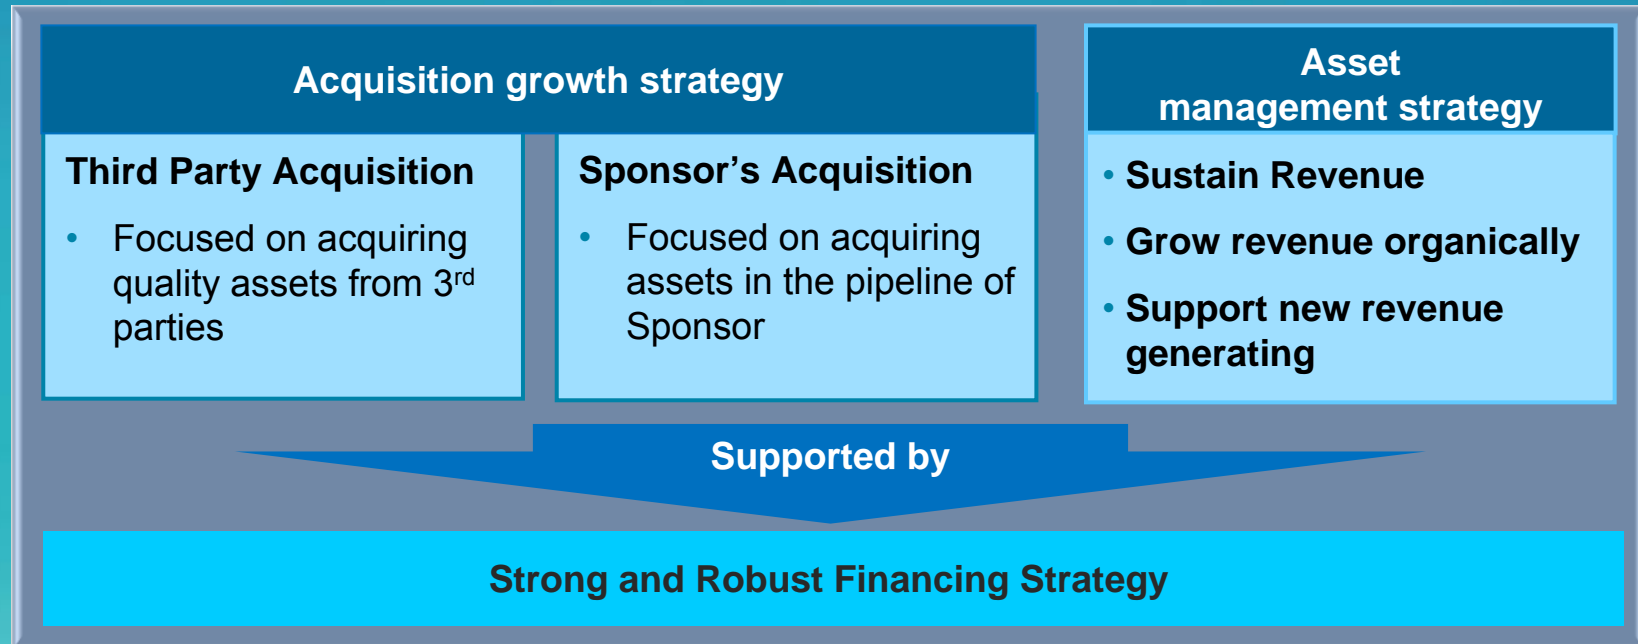 Acquisition growth strategy
Third Party Acquisition
• Focused on acquiring
quality assets from 3rd
parties
Sponsor’s Acquisition
• Focused on acquiring
assets in the pipeline of
Sponsor
Asset
management strategy
• Sustain Revenue
• Grow revenue organically
• Support new revenue
generating
Supported by
Strong and Robust Financing Strategy